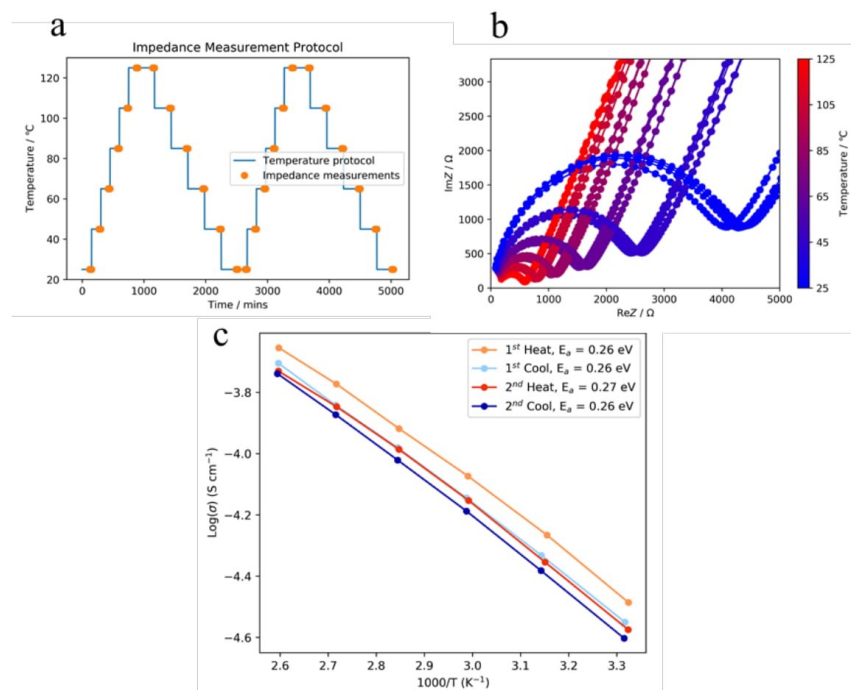 a
Impedance Measurement Protocol
Temperature / ℃
120
100
80
60
40
20
Temperature protocol
Impedance measurements
0
1000
2000
3000
4000
5000
Time / mins
b
ImZ / Ω
3000
2500
2000
1500
1000
500
0
0
1000
2000
3000
4000
5000
ReZ / Ω
125
105
85
65
45
25
Temperature / ℃
c
Log(σ) (S cm⁻¹)
−3.8
−4.0
−4.2
−4.4
−4.6
1ˢᵗ Heat, Eₐ = 0.26 eV
1ˢᵗ Cool, Eₐ = 0.26 eV
2ⁿᵈ Heat, Eₐ = 0.27 eV
2ⁿᵈ Cool, Eₐ = 0.26 eV
2.6
2.7
2.8
2.9
3.0
3.1
3.2
3.3
1000/T (K⁻¹)